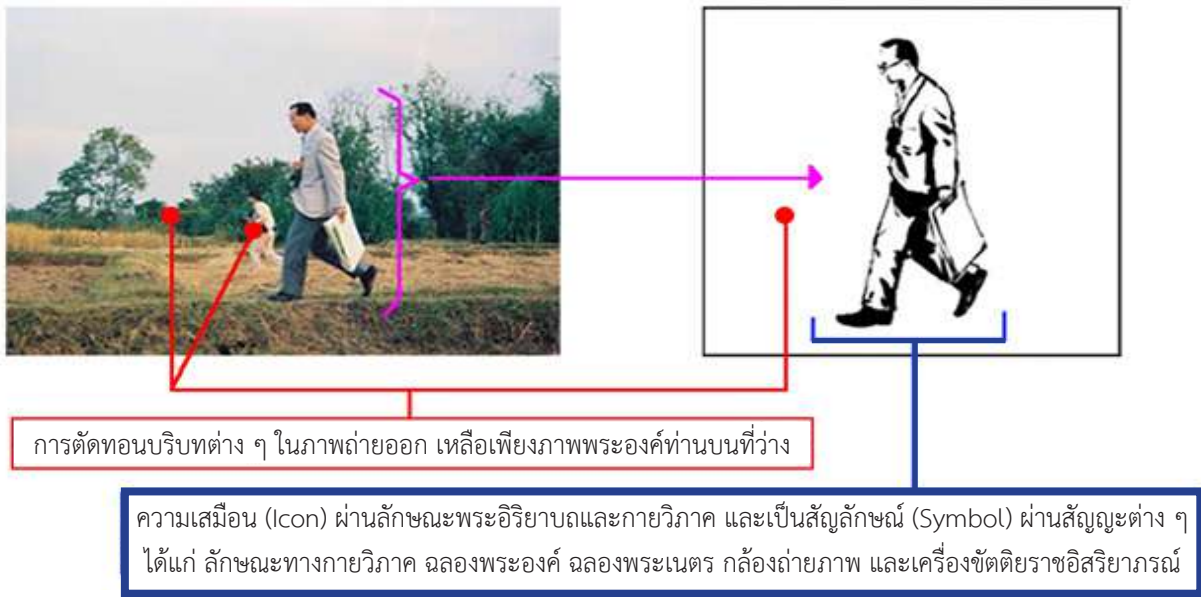 การตัดทอนบริบทต่าง ๆ ในภาพถ่ายออก เหลือเพียงภาพพระองค์ท่านบนที่ว่าง
ความเสมือน (Icon) ผ่านลักษณะพระอิริยาบถและกายวิภาค และเป็นสัญลักษณ์ (Symbol) ผ่านสัญญะต่าง ๆ
ได้แก่ ลักษณะทางกายวิภาค ฉลองพระองค์ ฉลองพระเนตร กล้องถ่ายภาพ และเครื่องขัตติยราชอิสริยาภรณ์